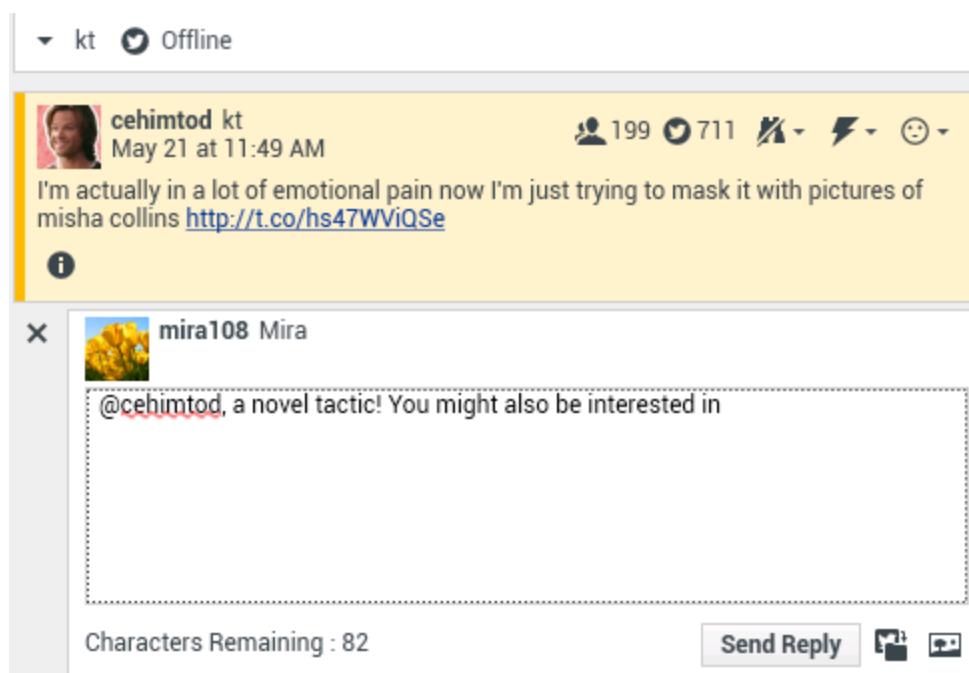 kt Offline
cehimtod kt
May 21 at 11:49 AM
199 711
I'm actually in a lot of emotional pain now I'm just trying to mask it with pictures of
misha collins http://t.co/hs47WViQSe
mira108 Mira
@cehimtod, a novel tactic! You might also be interested in
Characters Remaining : 82
Send Reply